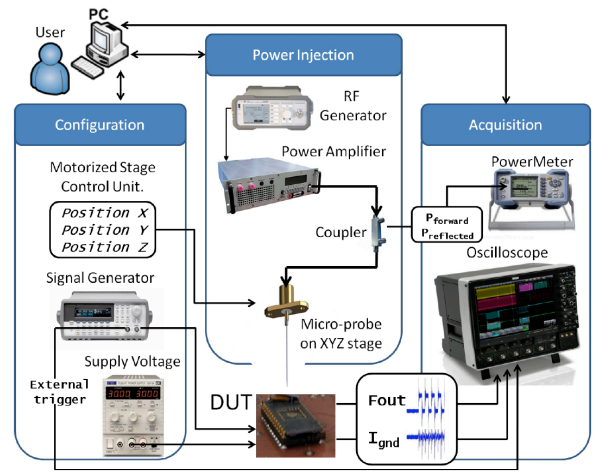 PC
User
Power Injection
RF
Generator
Power Amplifier
Coupler
Micro-probe
on XYZ stage
Configuration
Motorized Stage
Control Unit.
Position X
Position Y
Position Z
Signal Generator
Supply Voltage
External
trigger
Acquisition
PowerMeter
Pforward
Preflected
Oscilloscope
DUT
Fout
Ignd